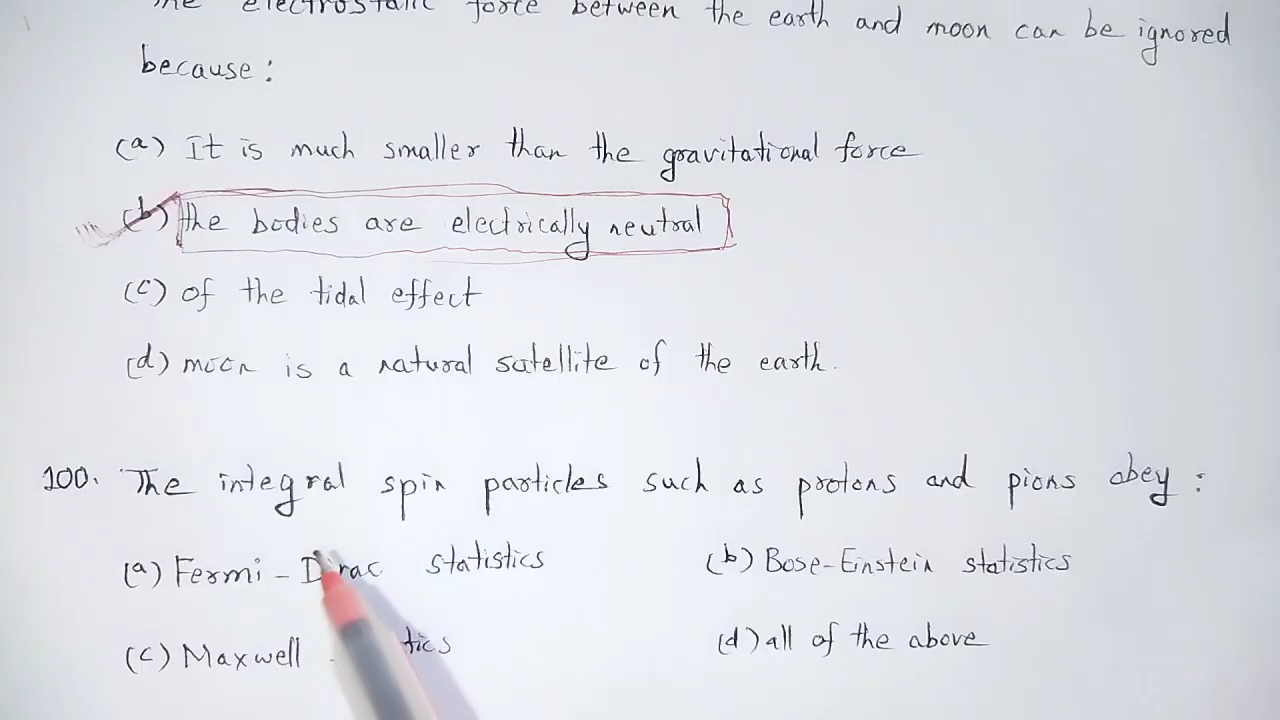 The electrostatic force between the earth and moon can be ignored
because:
(a) It is much smaller than the gravitational force
(b) the bodies are electrically neutral
(c) of the tidal effect
(d) moon is a natural satellite of the earth.
100. The integral spin particles such as protons and pions obey:
(a) Fermi-Dirac statistics (b) Bose-Einstein statistics
(c) Maxwell tics (d) all of the above